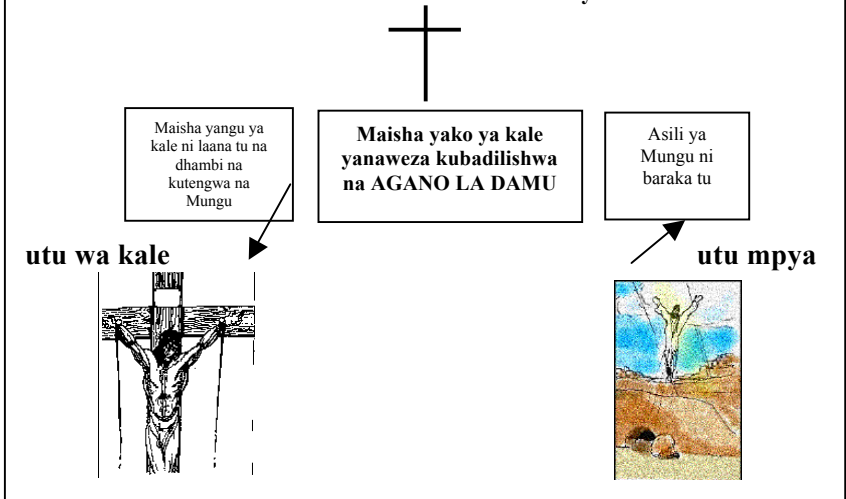 Maisha yangu ya
kale ni laana tu na
dhambi na
kutengwa na
Mungu
Maisha yako ya kale
yanaweza kubadilishwa
na AGANO LA DAMU
Asili ya
Mungu ni
baraka tu
utu wa kale
utu mpya